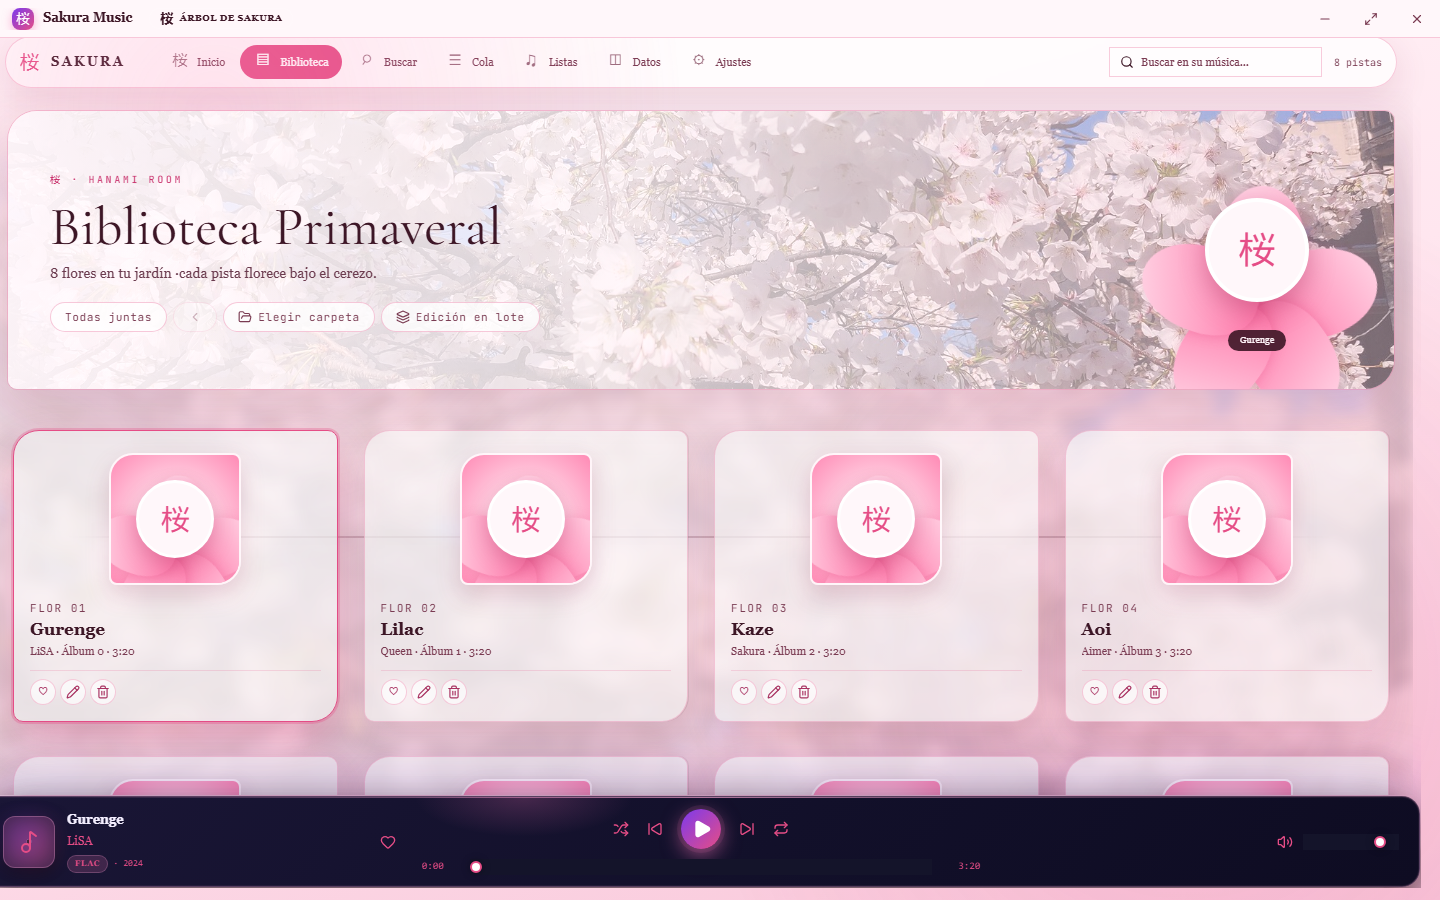 桜 Sakura Music
桜 ÁRBOL DE SAKURA
桜 SAKURA
桜 Inicio
Biblioteca
Buscar
Cola
Listas
Datos
Ajustes
Buscar en su música...
8 pistas
桜 · HANAMI ROOM
Biblioteca Primaveral
8 flores en tu jardín ·cada pista florece bajo el cerezo.
Todas juntas
Elegir carpeta
Edición en lote
桜
Gurenge
桜
FLOR 01
Gurenge
LiSA · Álbum 0 · 3:20
桜
FLOR 02
Lilac
Queen · Álbum 1 · 3:20
桜
FLOR 03
Kaze
Sakura · Álbum 2 · 3:20
桜
FLOR 04
Aoi
Aimer · Álbum 3 · 3:20
Gurenge
LiSA
FLAC · 2024
0:00
3:20